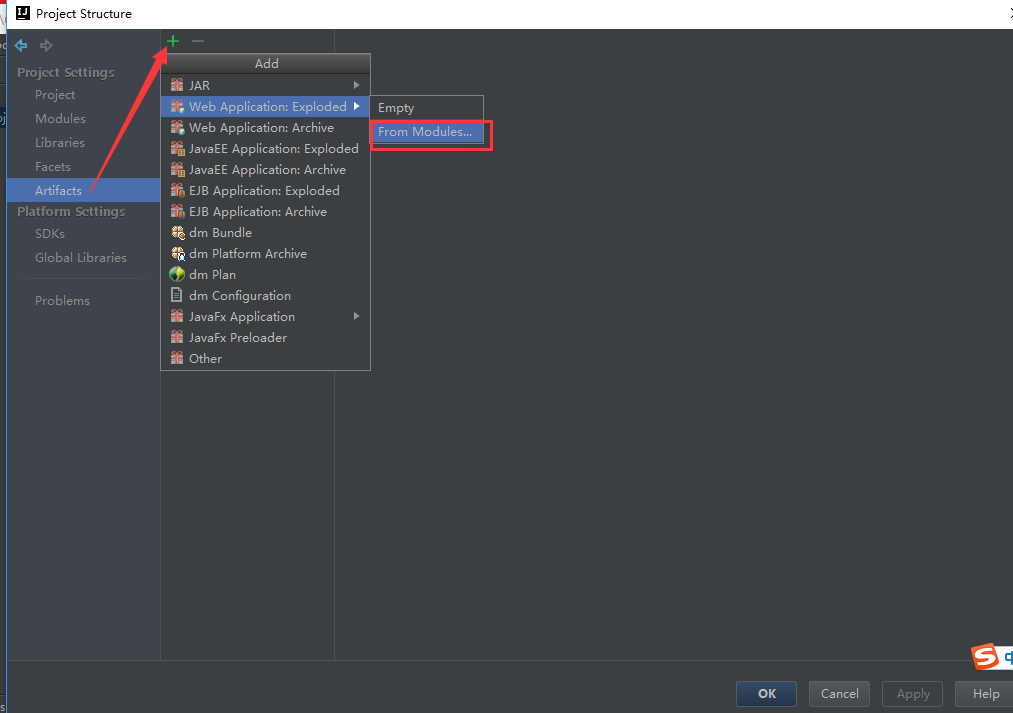 Project Structure
Project Settings
Project
Modules
Libraries
Facets
Artifacts
Platform Settings
SDKs
Global Libraries
Problems
Add
JAR
Web Application: Exploded
Web Application: Archive
JavaEE Application: Exploded
JavaEE Application: Archive
EJB Application: Exploded
EJB Application: Archive
dm Bundle
dm Platform Archive
dm Plan
dm Configuration
JavaFx Application
JavaFx Preloader
Other
Empty
From Modules...
OK
Cancel
Apply
Help